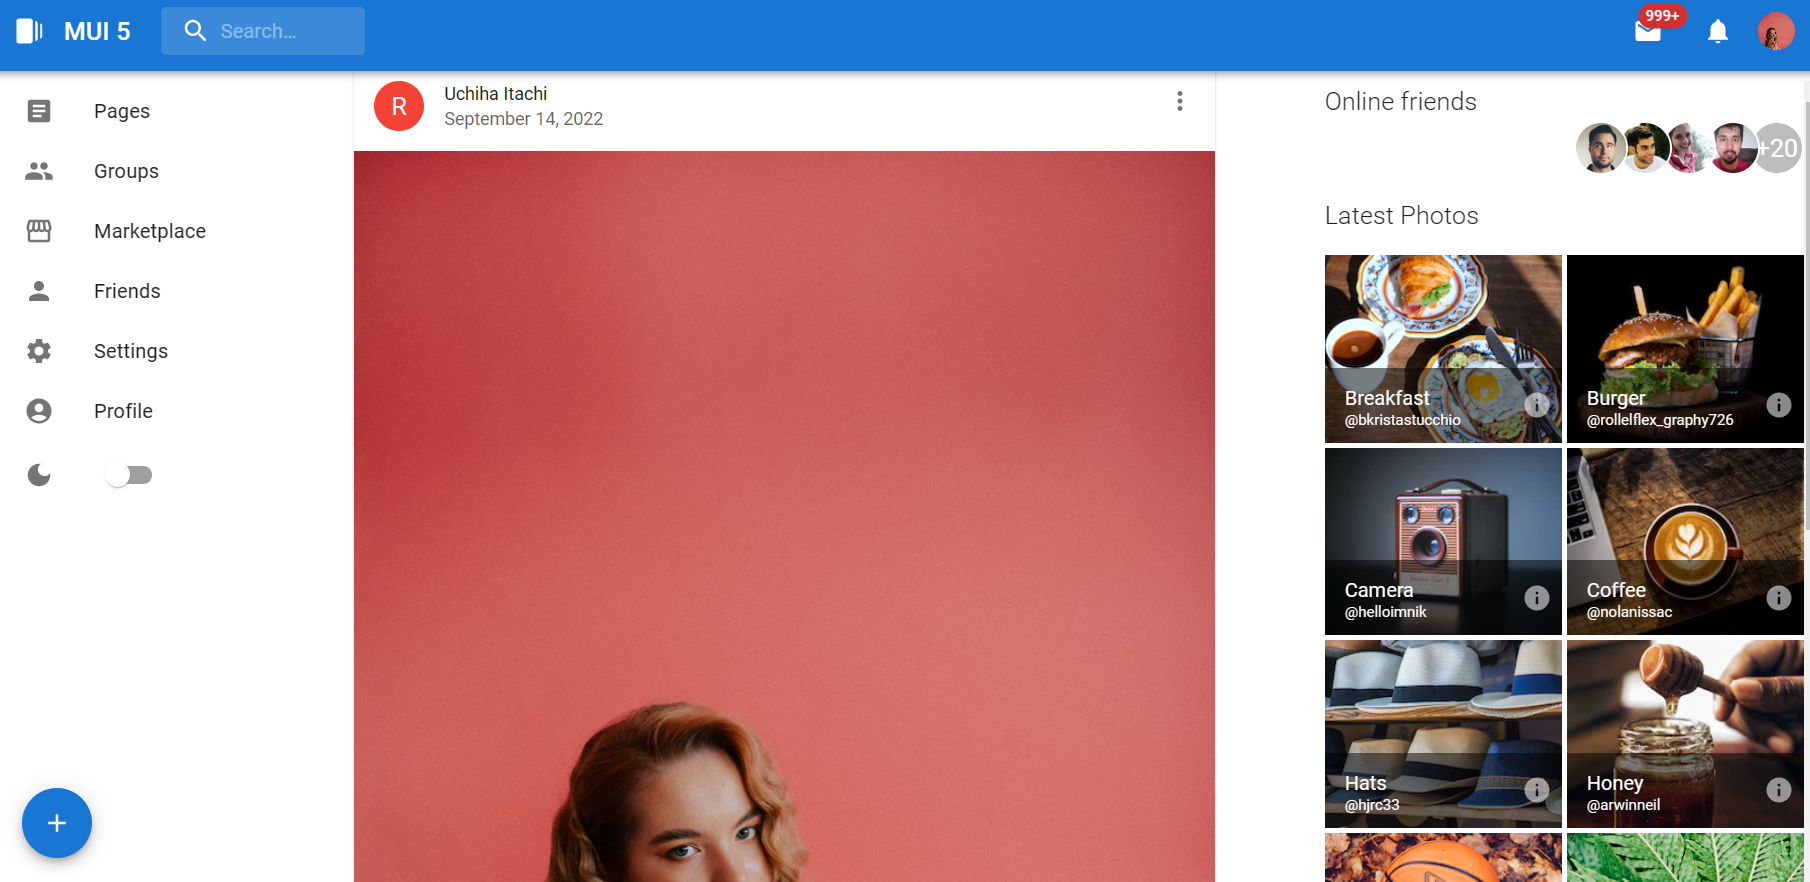 MUI 5
Search...
999+
Pages
Groups
Marketplace
Friends
Settings
Profile
R
Uchiha Itachi
September 14, 2022
Online friends
+20
Latest Photos
Breakfast
@bkristastucchio
Burger
@rollelflex_graphy726
Camera
@helloimnik
Coffee
@nolanissac
Hats
@hjrc33
Honey
@arwinneil